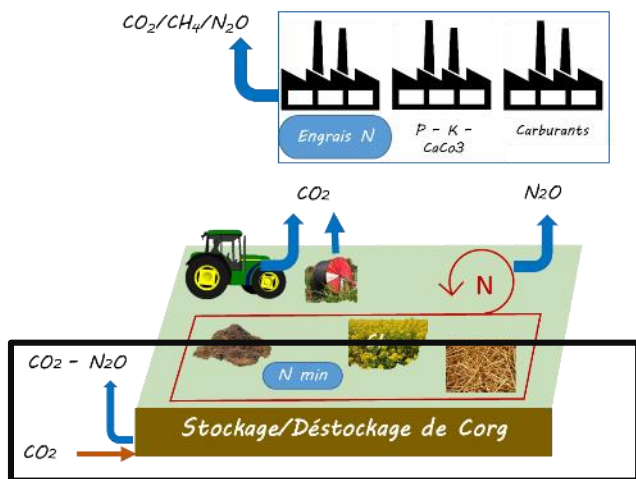 CO2/CH4/N2O
Engrais N
P - K -
CaCo3
Carburants
CO2
N2O
N
CO2 - N2O
N min
Stockage/Déstockage de Corg
CO2